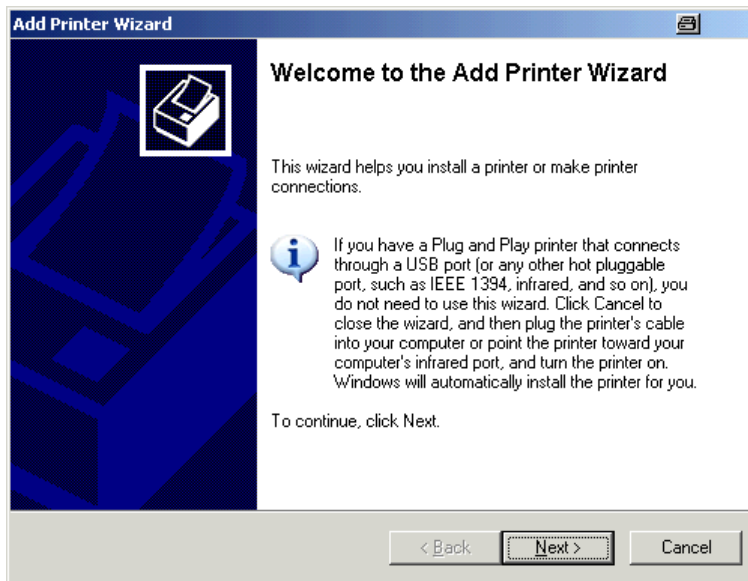 Add Printer Wizard
Welcome to the Add Printer Wizard
This wizard helps you install a printer or make printer
connections.
If you have a Plug and Play printer that connects
through a USB port (or any other hot pluggable
port, such as IEEE 1394, infrared, and so on), you
do not need to use this wizard. Click Cancel to
close the wizard, and then plug the printer's cable
into your computer or point the printer toward your
computer's infrared port, and turn the printer on.
Windows will automatically install the printer for you.
To continue, click Next.
< Back Next > Cancel